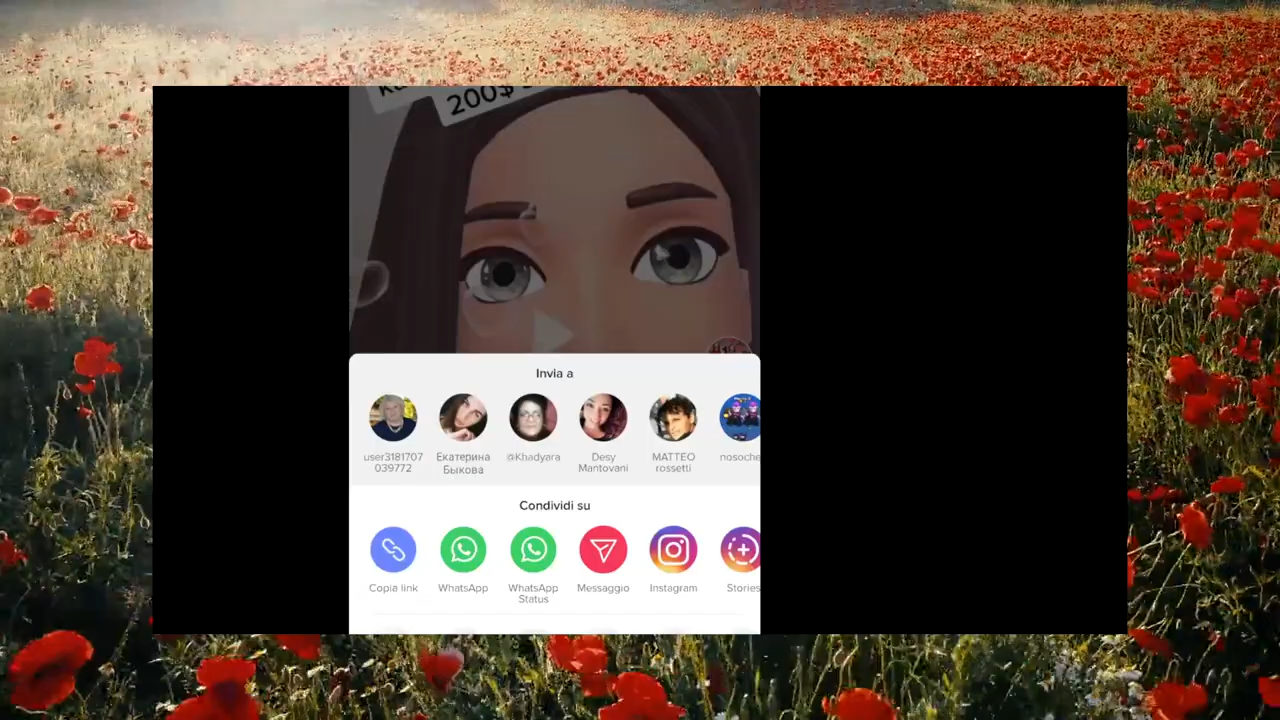 200$
Invia a
user3181707
039772
Екатерина
Быкова
@Khadyara
Desy
Mantovani
MATTEO
rossetti
nosoche
Condividi su
Copia link
WhatsApp
WhatsApp
Status
Messaggio
Instagram
Stories